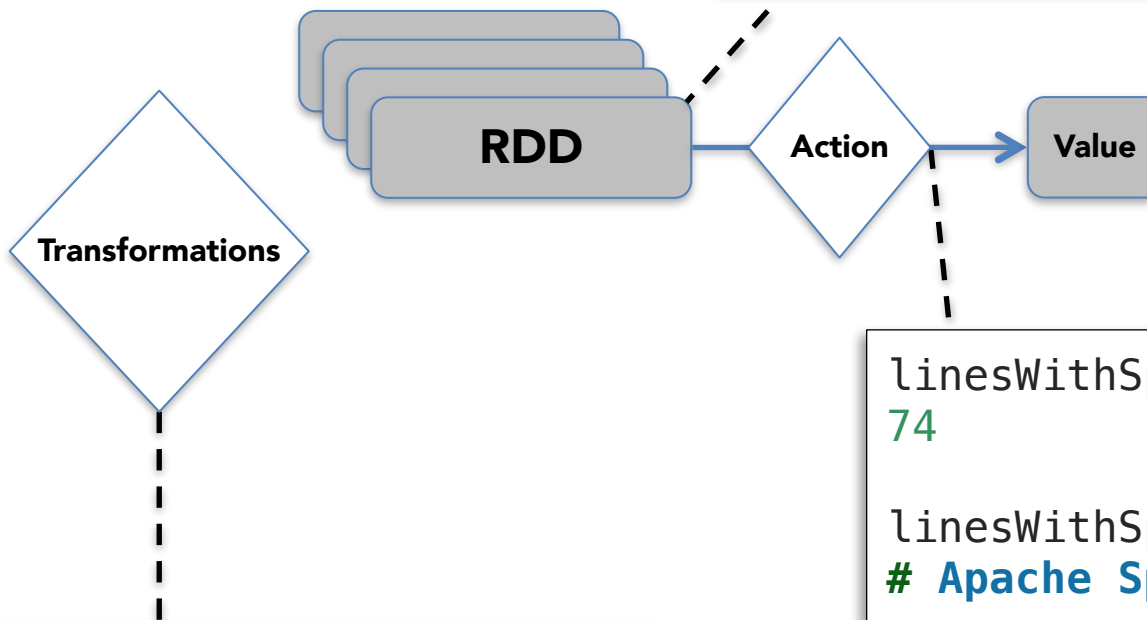 RDD
Action
Value
Transformations
linesWithS
74
linesWithS
# Apache S